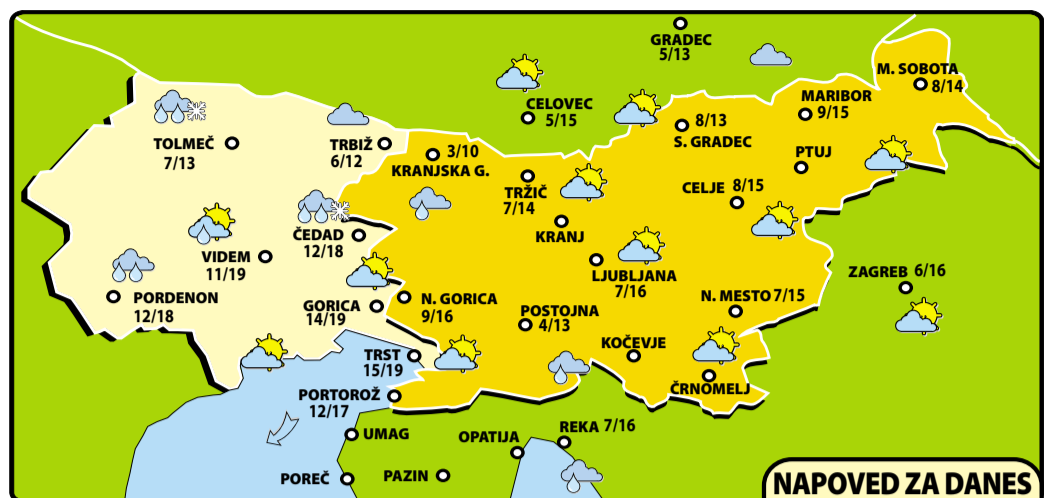 GRADEC
5/13
M. SOBOTA
8/14
CELOVEC
5/15
MARIBOR
9/15
8/13
S. GRADEC
TOLMEČ
7/13
TRBIŽ
6/12
3/10
KRANJSKA G.
PTUJ
TRŽIČ
7/14
CELJE 8/15
KRANJ
ČEDAD
12/18
VIDEM
11/19
LJUBLJANA
7/16
ZAGREB 6/16
PORDENON
12/18
GORICA
14/19
N. GORICA
9/16
POSTOJNA
4/13
N. MESTO 7/15
KOČEVJE
TRST
15/19
ČRNOMELJ
PORTOROŽ
12/17
UMAG
OPATIJA
REKA 7/16
POREČ
PAZIN
NAPOVED ZA DANES